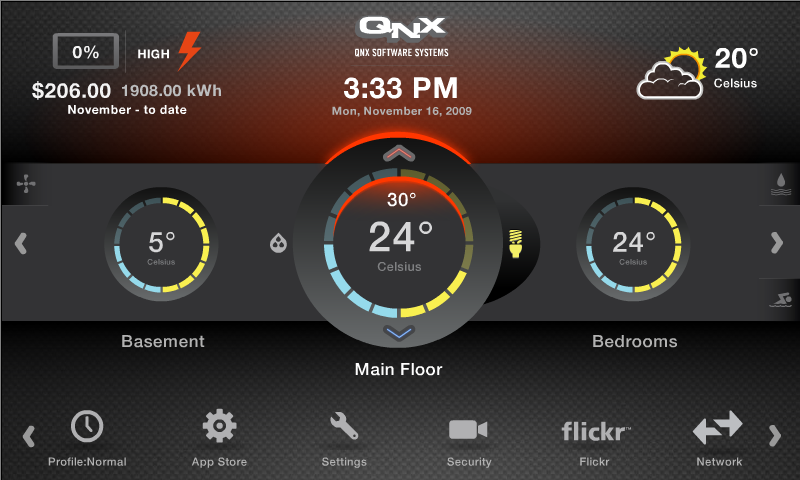 QNX
QNX SOFTWARE SYSTEMS
0%
HIGH
$206.00 1908.00 kWh
November - to date
3:33 PM
Mon, November 16, 2009
20°
Celsius
5°
Celsius
Basement
30°
24°
Celsius
Main Floor
24°
Celsius
Bedrooms
Profile:Normal
App Store
Settings
Security
flickr™
Flickr
Network